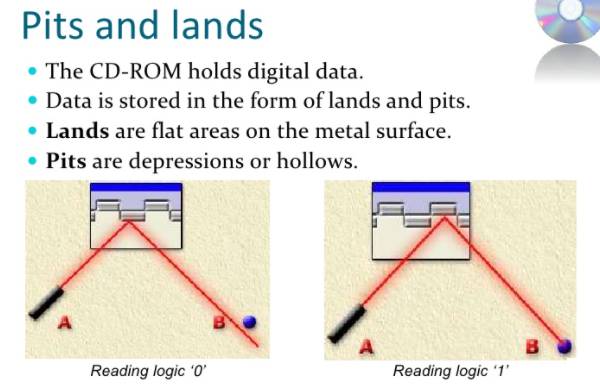 Pits and lands
The CD-ROM holds digital data.
Data is stored in the form of lands and pits.
Lands are flat areas on the metal surface.
Pits are depressions or hollows.
A B
A B
Reading logic ‘0’
Reading logic ‘1’